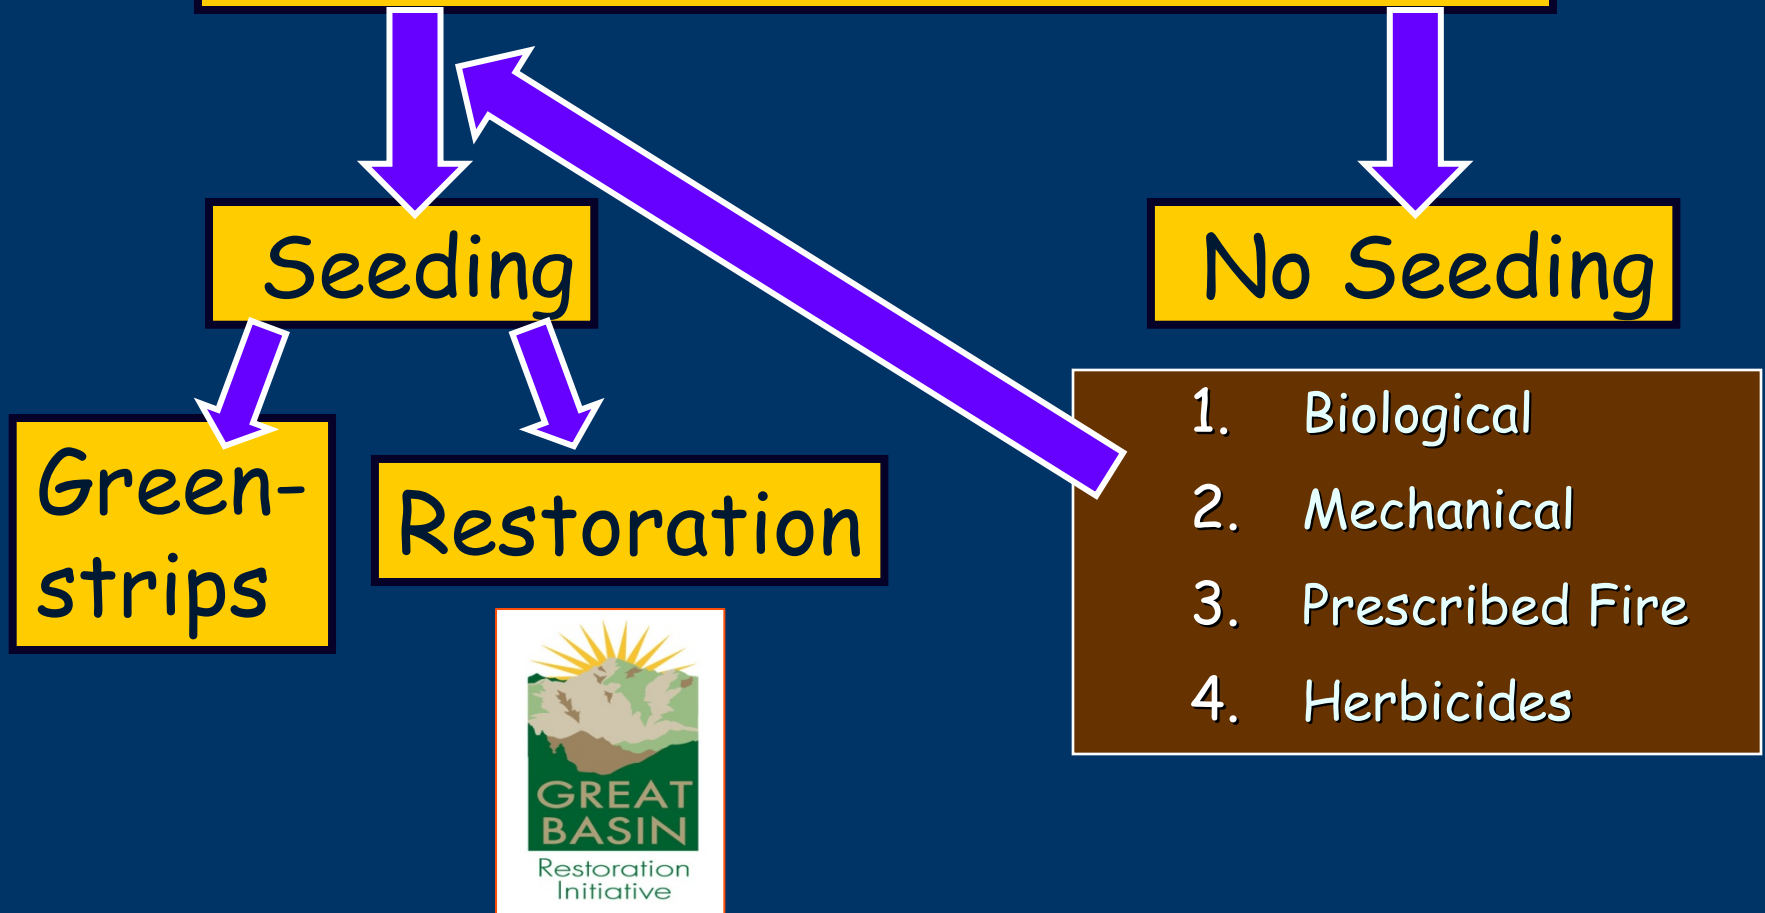 Seeding
No Seeding
Green-
strips
Restoration
1. Biological
2. Mechanical
3. Prescribed Fire
4. Herbicides
GREAT
BASIN
Restoration
Initiative